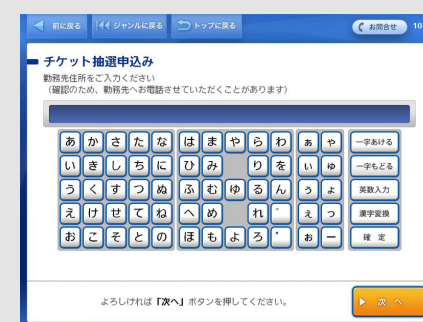 前に戻る ジャンルに戻る トップに戻る お問合せ 10
チケット抽選申込み
勤務先住所をご入力ください
（確認のため、勤務先へお電話させていただくことがあります）
あ か さ た な は ま や ら わ ぁ ゃ 一字あける
い き し ち に ひ み り を ぃ ゅ 一字もどる
う く す つ ぬ ふ む ゆ る ん ぅ ょ 英数入力
え け せ て ね へ め れ ゜ ぇ っ 漢字変換
お こ そ と の ほ も よ ろ ゛ ぉ ー 確 定
よろしければ「次へ」ボタンを押してください。
次 へ